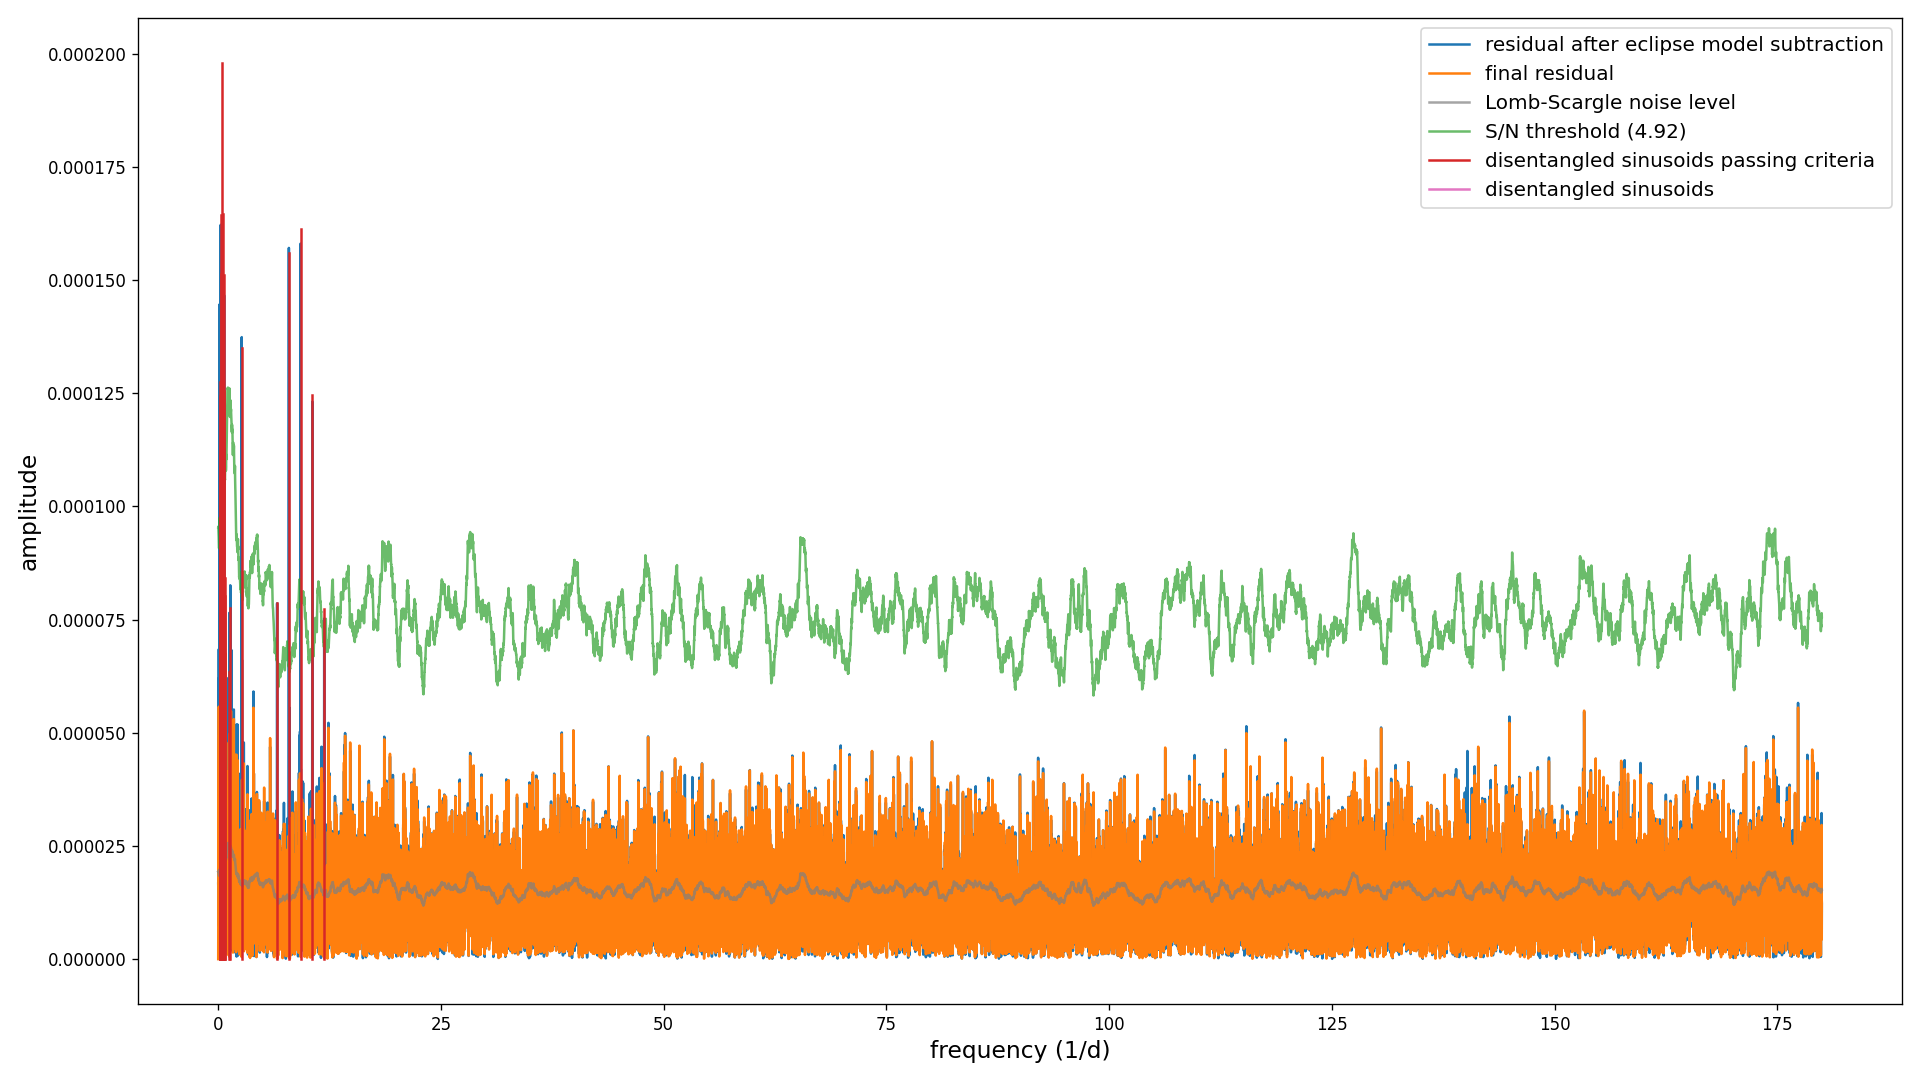 0.000200
0.000175
0.000150
0.000125
0.000100
0.000075
0.000050
0.000025
0.000000
amplitude
residual after eclipse model subtraction
final residual
Lomb-Scargle noise level
S/N threshold (4.92)
disentangled sinusoids passing criteria
disentangled sinusoids
0 25 50 75 100 125 150 175
frequency (1/d)